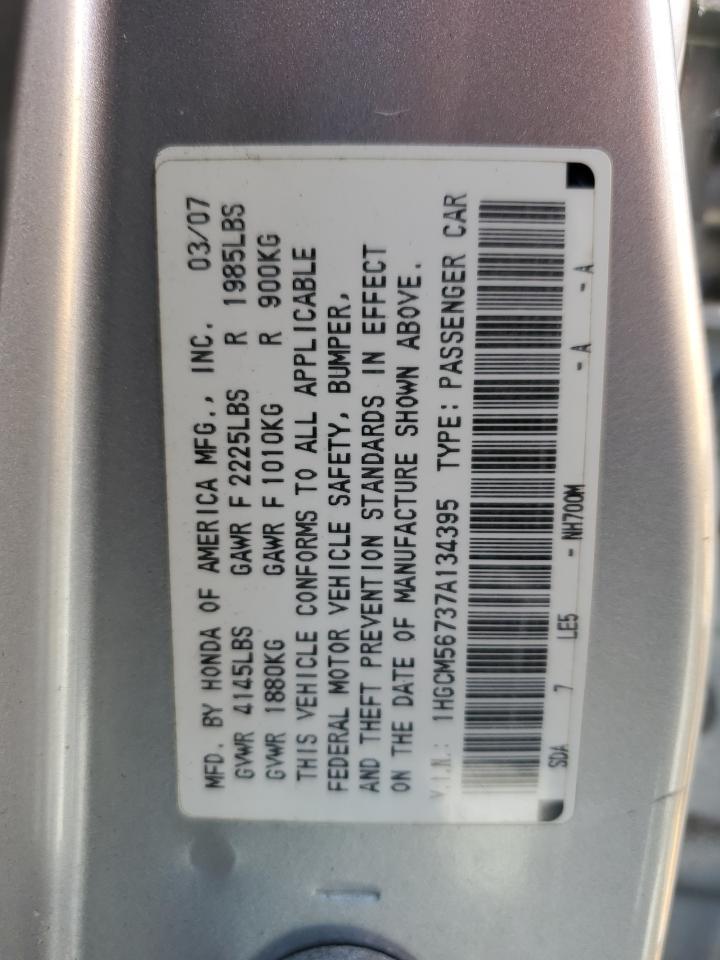 MFD. BY HONDA OF AMERICA MFG., INC. 03/07
GVWR 4145LBS GAWR F 2225LBS R 1985LBS
GVWR 1880KG GAWR F 1010KG R 900KG
THIS VEHICLE CONFORMS TO ALL APPLICABLE
FEDERAL MOTOR VEHICLE SAFETY, BUMPER,
AND THEFT PREVENTION STANDARDS IN EFFECT
ON THE DATE OF MANUFACTURE SHOWN ABOVE.
V.I.N.: 1HGCM56737A134395 TYPE: PASSENGER CAR
SDA 7 LE5 - NH700M - A - A